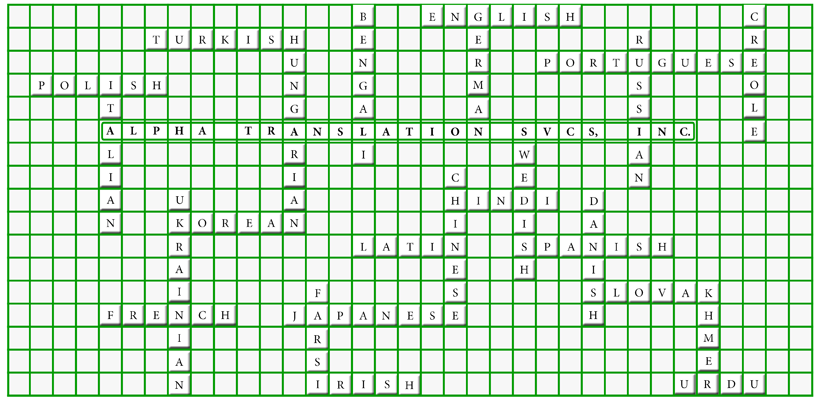 BENGALI
ENGLISH
GERMAN
CREOLE
TURKISH
HUNGARIAN
RUSSIAN
PORTUGUESE
POLISH
ITALIAN
ALPHA TRANSLATION SVCS, INC.
SWEDISH
CHINESE
UKRAINIAN
HINDI
DANISH
KOREAN
LATIN
SPANISH
FARSI
SLOVAK
KHMER
FRENCH
JAPANESE
IRISH
URDU